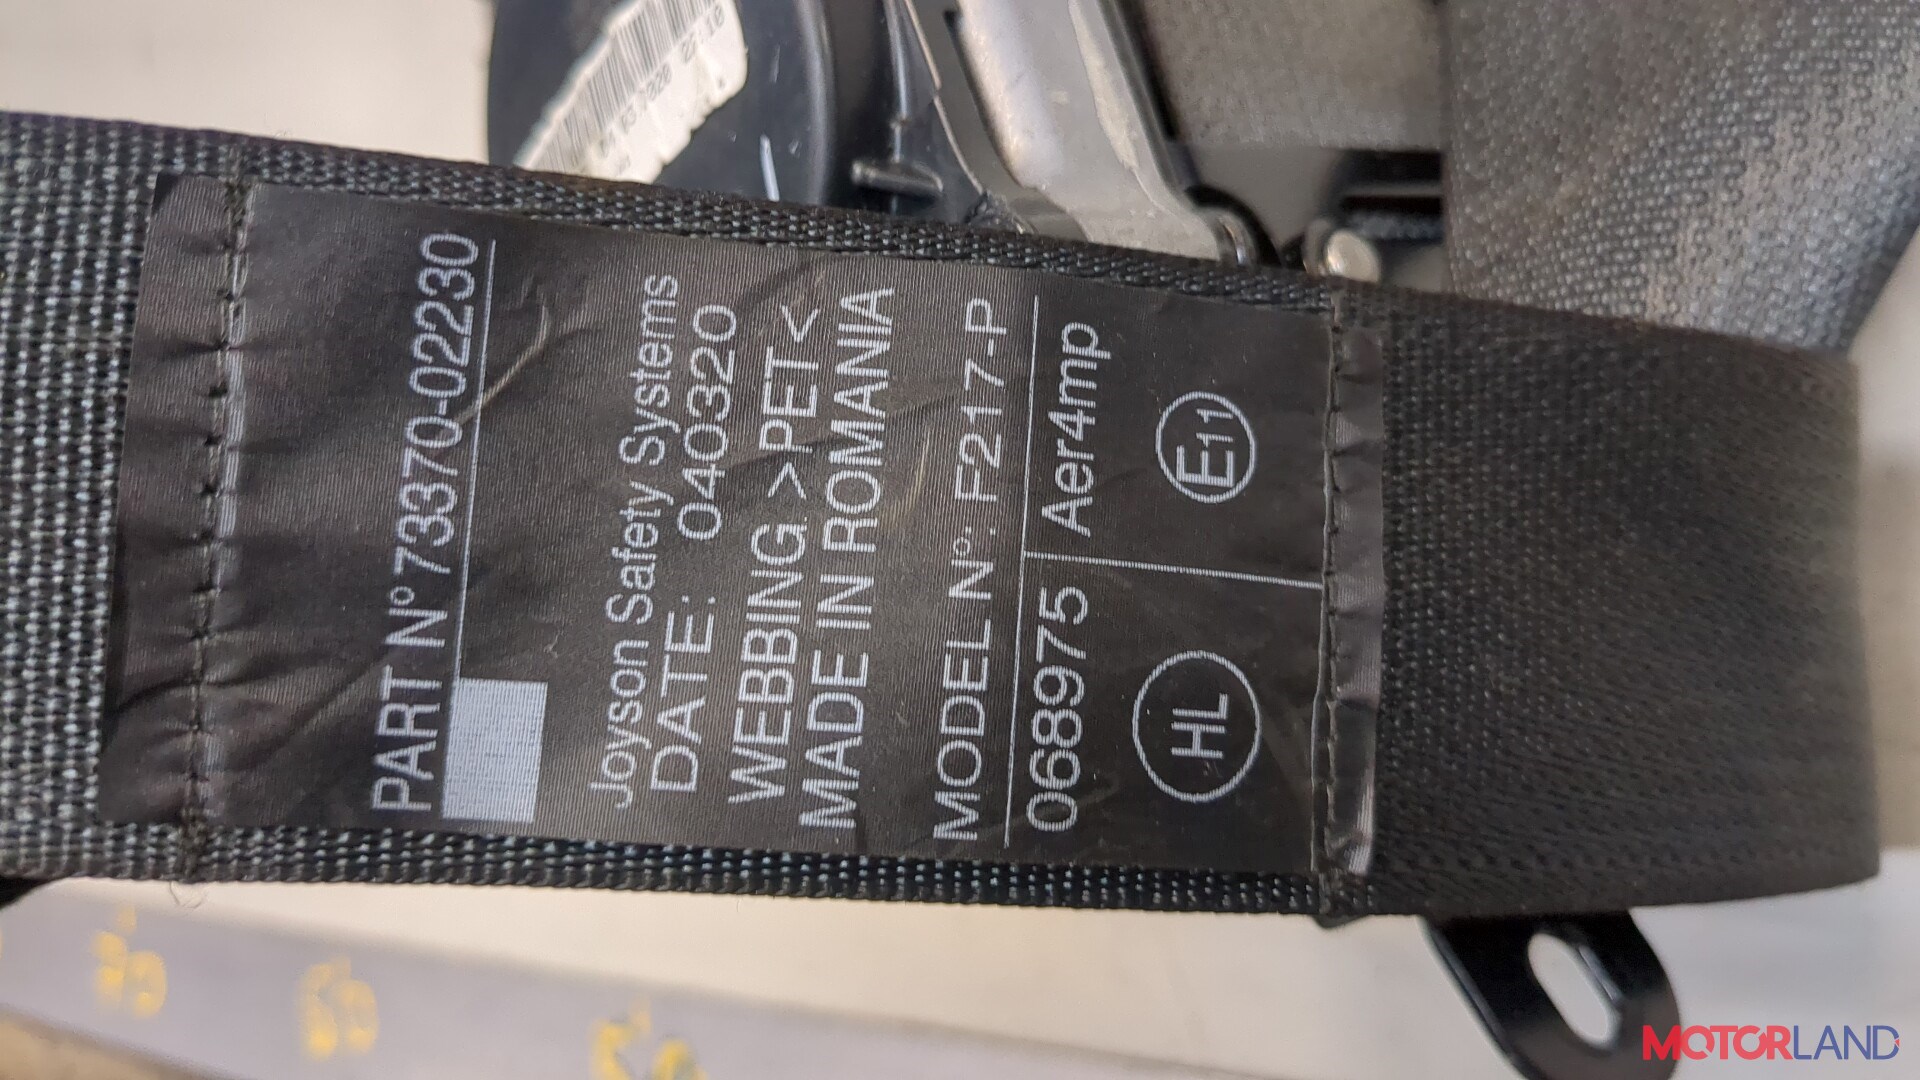 PART N° 73370-02230
Joyson Safety Systems
DATE: 040320
WEBBING >PET<
MADE IN ROMANIA
MODEL N°: F217-P
068975 Aer4mp
HL E11
MOTORLAND